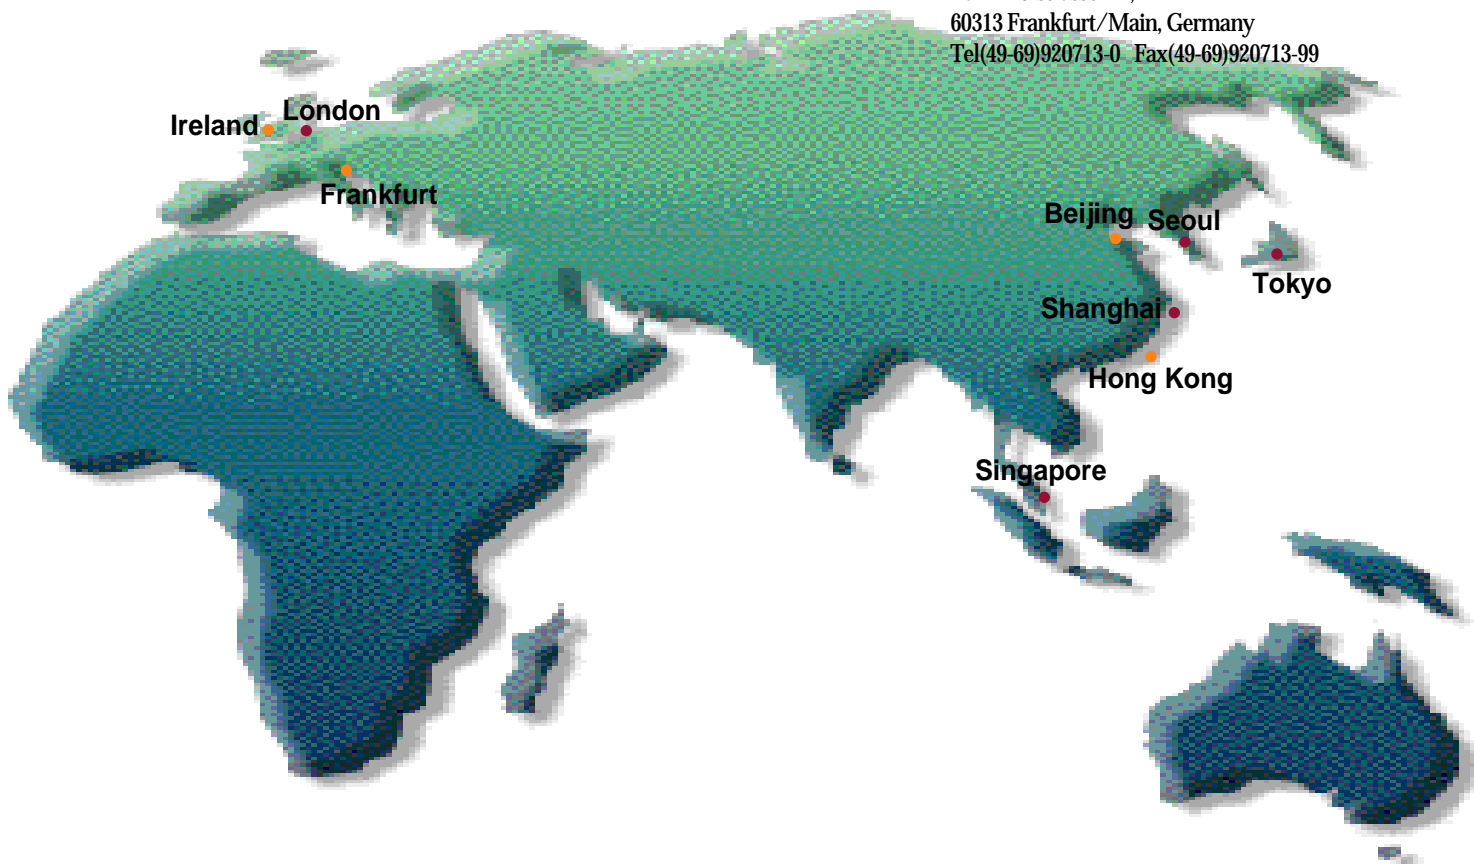 60313 Frankfurt/Main, Germany
Tel(49-69)920713-0 Fax(49-69)920713-99
London
Ireland
Frankfurt
Beijing Seoul
Tokyo
Shanghai
Hong Kong
Singapore